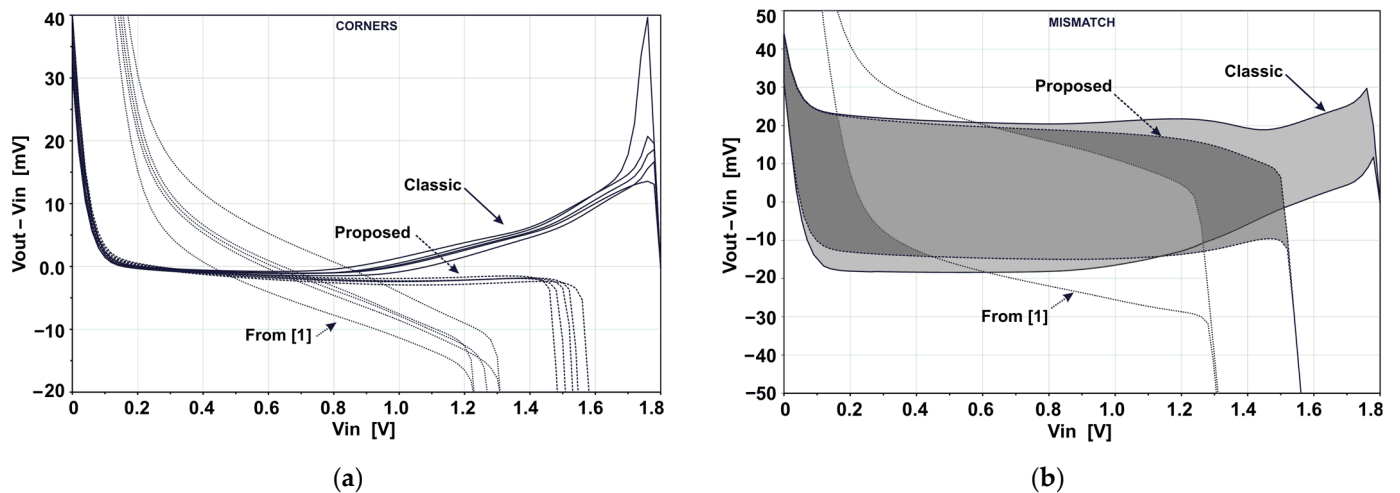 CORNERS
Vout – Vin [mV]
40
30
20
10
0.0
−10
−20
Classic
Proposed
From [1]
0 0.2 0.4 0.6 0.8 1.0 1.2 1.4 1.6 1.8
Vin [V]
(a)
MISMATCH
Vout – Vin [mV]
50
40
30
20
10
0
−10
−20
−30
−40
−50
Classic
Proposed
From [1]
0 0.2 0.4 0.6 0.8 1.0 1.2 1.4 1.6 1.8
Vin [V]
(b)